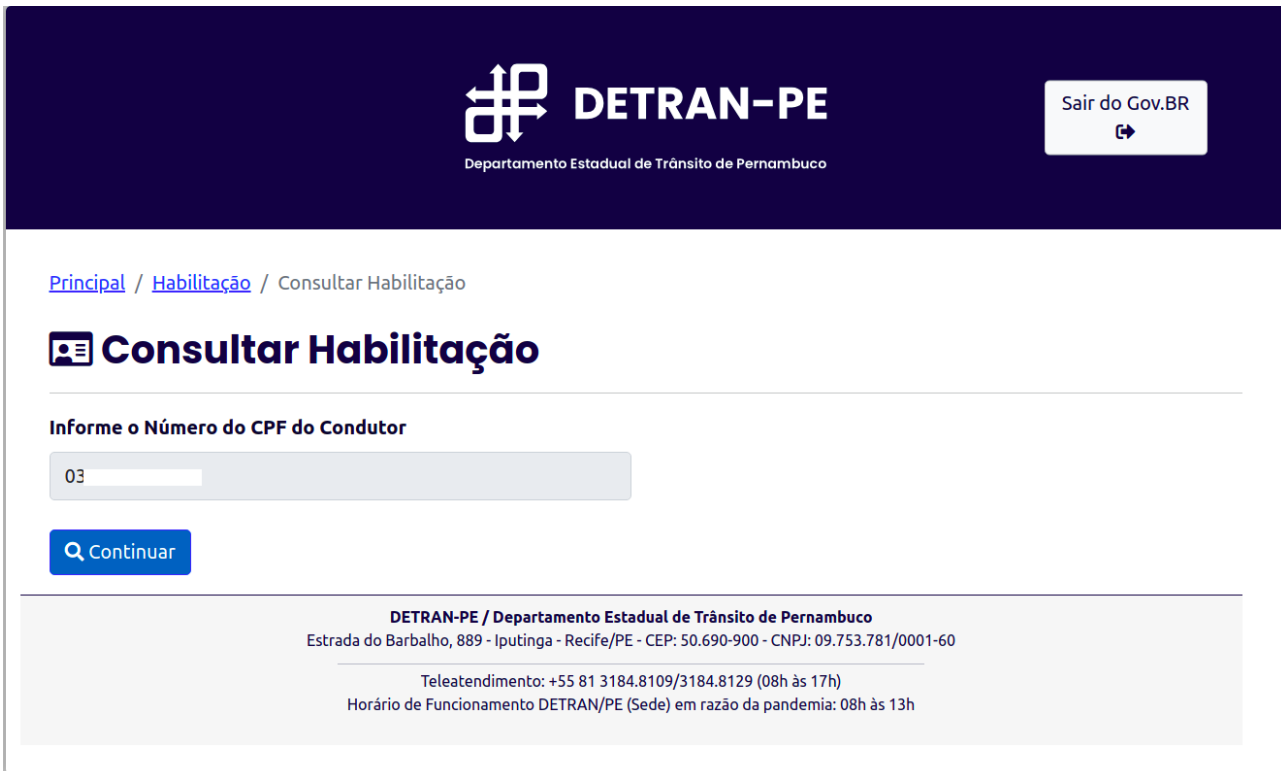 DETRAN-PE
Departamento Estadual de Trânsito de Pernambuco
Sair do Gov.BR
Principal / Habilitação / Consultar Habilitação
Consultar Habilitação
Informe o Número do CPF do Condutor
03
Continuar
DETRAN-PE / Departamento Estadual de Trânsito de Pernambuco
Estrada do Barbalho, 889 - Iputinga - Recife/PE - CEP: 50.690-900 - CNPJ: 09.753.781/0001-60
Teleatendimento: +55 81 3184.8109/3184.8129 (08h às 17h)
Horário de Funcionamento DETRAN/PE (Sede) em razão da pandemia: 08h às 13h